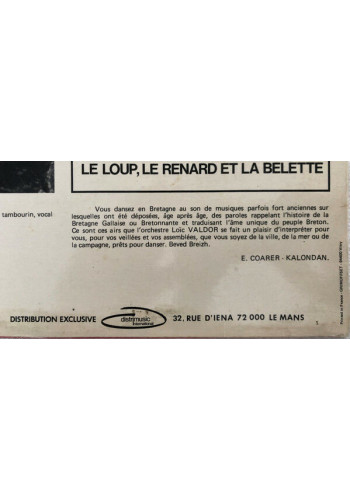 LE LOUP, LE RENARD ET LA BELETTE
tambourin, vocal
Vous dansez en Bretagne au son de musiques parfois fort anciennes sur
lesquelles ont été déposées, âge après âge, des paroles rappelant l'histoire de la
Bretagne Gallaise ou Bretonnante et traduisant l'âme unique du peuple Breton.
Ce sont ces airs que l'orchestre Loïc VALDOR se fait un plaisir d'interpréter pour
vous, pour vos veillées et vos assemblées, que vous soyez de la ville, de la mer ou de
la campagne, prêts pour danser. Beved Breizh.
E. COARER - KALONDAN.
DISTRIBUTION EXCLUSIVE
distrimusic
international
32, RUE D'IENA 72 000 LE MANS